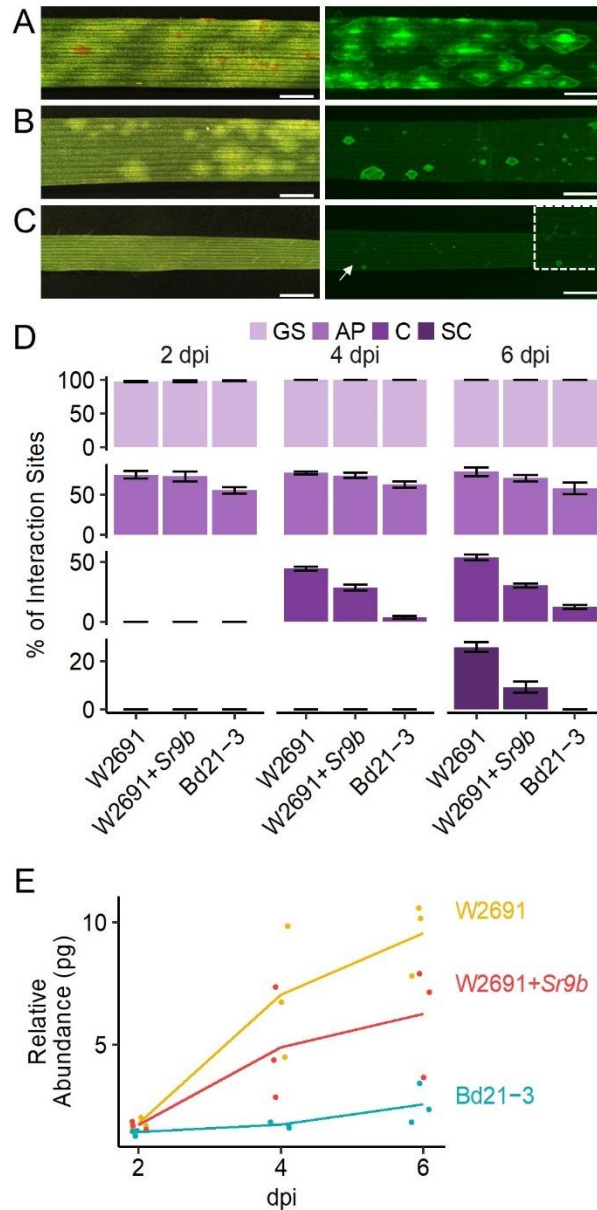 A
B
C
D
GS AP C SC
2 dpi 4 dpi 6 dpi
% of Interaction Sites
100
50
0
50
0
50
0
20
0
W2691 W2691+Sr9b Bd21-3 W2691 W2691+Sr9b Bd21-3 W2691 W2691+Sr9b Bd21-3
E
Relative
Abundance (pg)
10
5
W2691
W2691+Sr9b
Bd21-3
2 4 6
dpi